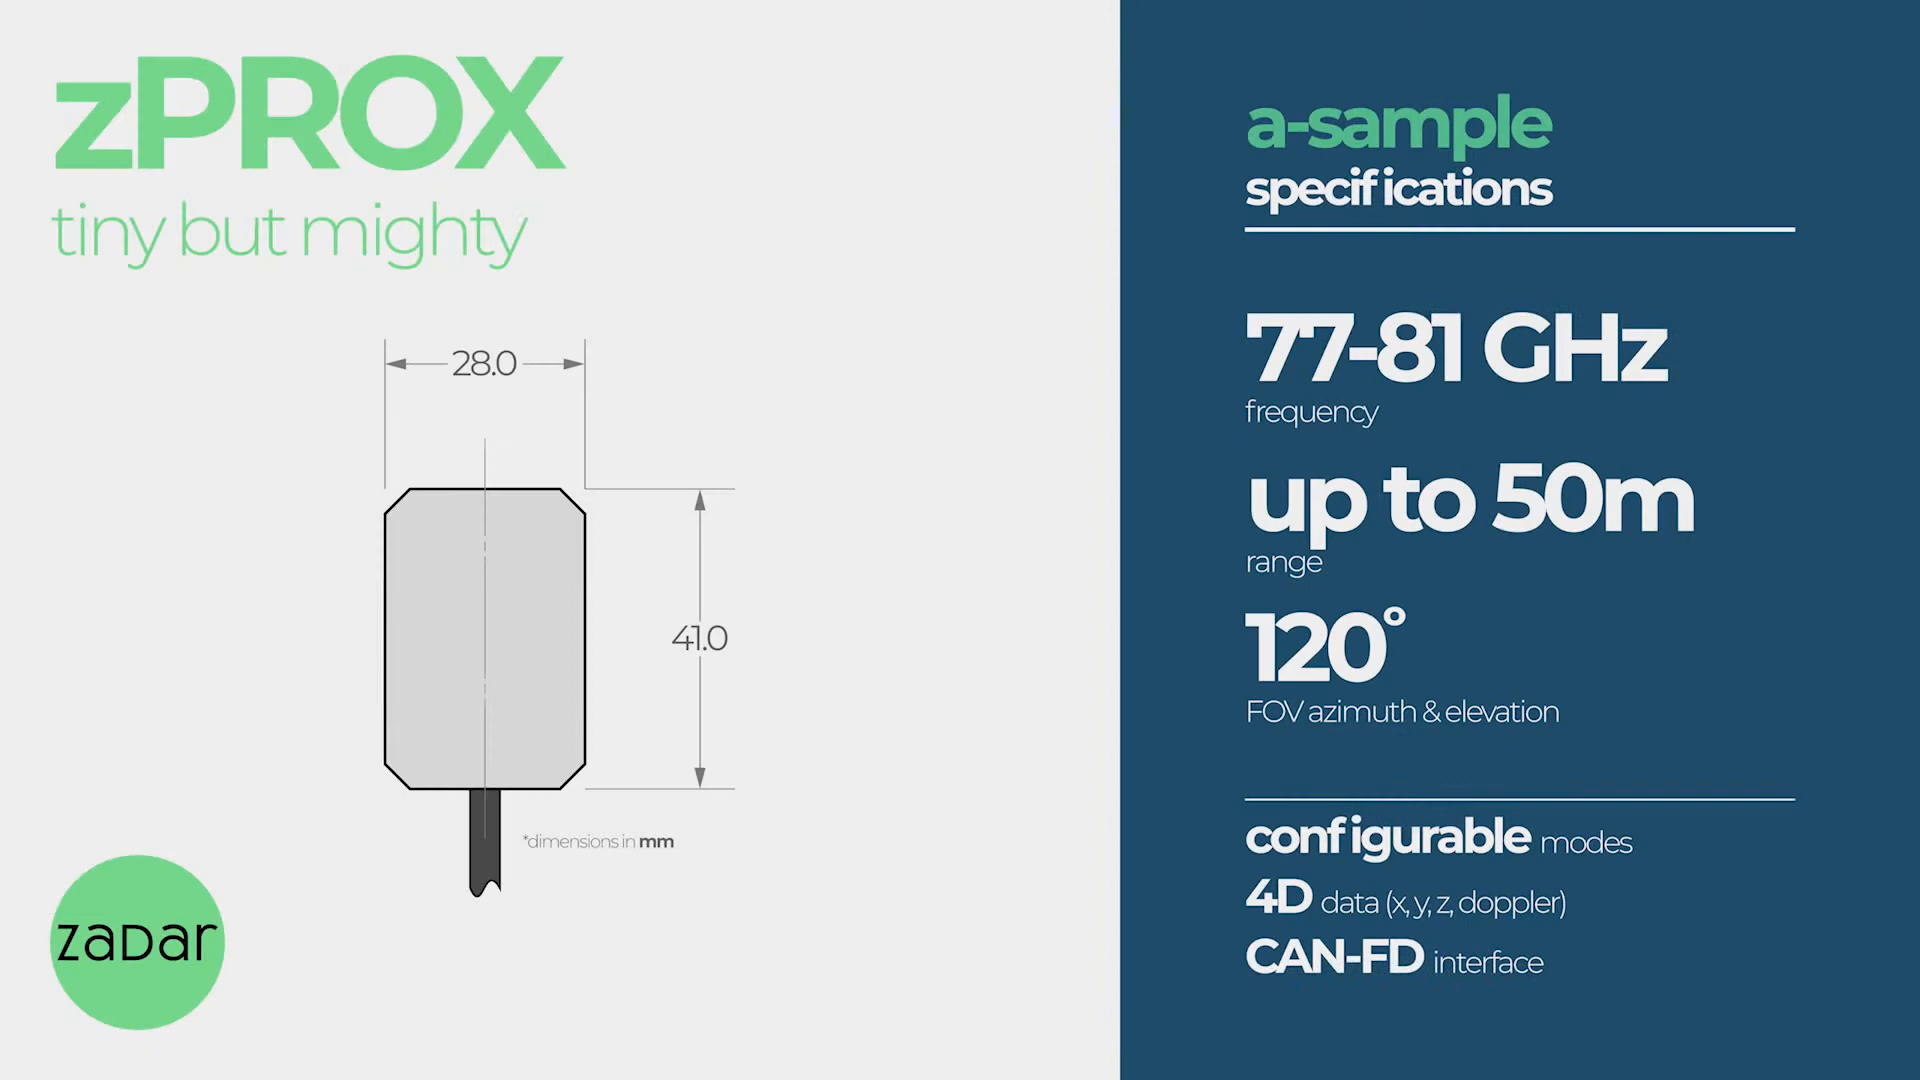 zPROX
tiny but mighty
28.0
41.0
*dimensions in mm
zaDar
a-sample
specifications
77-81 GHz
frequency
up to 50m
range
120°
FOV azimuth & elevation
configurable modes
4D data (x, y, z, doppler)
CAN-FD interface